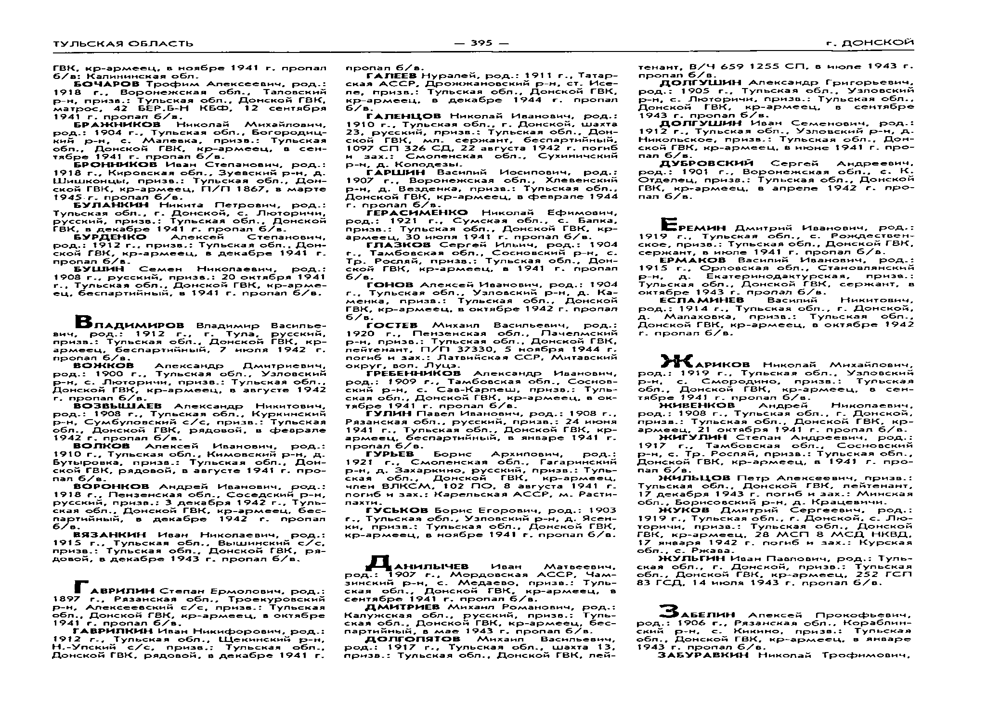 ТУЛЬСКАЯ ОБЛАСТЬ
— 395 —
г. ДОНСКОЙ
ГВК, кр-армеец, в ноябре 1941 г. пропал
б/в: Калининская обл.
БОЧАРОВ Трофим Алексеевич, род.:
1918 г., Воронежская обл., Таловский
р-н, призв.: Тульская обл., Донской ГВК,
матрос, 42 БЕР.Б-Н КБФ, 12 сентября
1941 г. пропал б/в.
БРАЖНИКОВ Николай Михайлович,
род.: 1904 г., Тульская обл., Богородиц-
кий р-н, с. Малевка, призв.: Тульская
обл., Донской ГВК, кр-армеец, в сен-
тябре 1941 г. пропал б/в.
БРОННИКОВ Иван Степанович, род.:
1918 г., Кировская обл., Зуевский р-н, д.
Шишконцы, призв.: Тульская обл., Дон-
ской ГВК, кр-армеец, П/П 1867, в марте
1945 г. пропал б/в.
БУЛАНКИН Никита Петрович, род.:
Тульская обл., г. Донской, с. Люторичи,
русский, призв.: Тульская обл., Донской
ГВК, в декабре 1941 г. пропал б/в.
БУРДЕНКО Алексей Степанович,
род.: 1912 г., призв.: Тульская обл., Дон-
ской ГВК, кр-армеец, в декабре 1941 г.
пропал б/в.
БУШИН Семен Николаевич, род.:
1908 г., русский, призв.: 20 октября 1941
г., Тульская обл., Донской ГВК, кр-арме-
ец, беспартийный, в 1941 г. пропал б/в.
ВЛАДИМИРОВ Владимир Василье-
вич, род.: 1912 г., г. Тула, русский,
призв.: Тульская обл., Донской ГВК, кр-
армеец, беспартийный, 7 июля 1942 г.
пропал б/в.
ВОЖКОВ Александр Дмитриевич,
род.: 1900 г., Тульская обл., Узловский
р-н, с. Люторичи, призв.: Тульская обл.,
Донской ГВК, кр-армеец, в августе 1942
г. пропал б/в.
ВОЗВЫШАЕВ Александр Никитович,
род.: 1908 г., Тульская обл., Куркинский
р-н, Сумбуловский с/с, призв.: Тульская
обл., Донской ГВК, рядовой, в феврале
1942 г. пропал б/в.
ВОЛКОВ Алексей Иванович, род.:
1910 г., Тульская обл., Кимовский р-н, д.
Бутыровка, призв.: Тульская обл., Дон-
ской ГВК, рядовой, в августе 1941 г. про-
пал б/в.
ВОРОНКОВ Андрей Иванович, род.:
1918 г., Пензенская обл., Соседский р-н,
русский, призв.: 3 декабря 1942 г., Туль-
ская обл., Донской ГВК, кр-армеец, бес-
партийный, в декабре 1942 г. пропал
б/в.
ВЯЗАНКИН Иван Николаевич, род.:
1915 г., Тульская обл., Вышинский с/с,
призв.: Тульская обл., Донской ГВК, ря-
довой, в декабре 1943 г. пропал б/в.
ГАВРИЛИН Степан Ермолович, род.:
1897 г., Рязанская обл., Троекуровский
р-н, Алексеевский с/с, призв.: Тульская
обл., Донской ГВК, кр-армеец, в октябре
1941 г. пропал б/в.
ГАВРИЛКИН Иван Никифорович, род.:
1912 г., Тульская обл., Щекинский р-н,
Н.-Упский с/с, призв.: Тульская обл.,
Донской ГВК, рядовой, в декабре 1941 г.
пропал б/в.
ГАЛЕЕВ Нуралей, род.: 1911 г., Татар-
ская АССР, Дрожжановский р-н, ст. Исе-
ле, призв.: Тульская обл., Донской ГВК,
кр-армеец, в декабре 1944 г. пропал
б/в.
ГАЛЕНЦОВ Николай Иванович, род.:
1910 г., Тульская обл., г. Донской, шахта
23, русский, призв.: Тульская обл., Дон-
ской ГВК, мл. сержант, беспартийный,
1097 СП 326 СД, 22 августа 1942 г. погиб
и зах.: Смоленская обл., Сухиничский
р-н, д. Колодезы.
ГАРШИН Василий Иосипович, род.:
1907 г., Воронежская обл., Хлевенский
р-н, д. Везденка, призв.: Тульская обл.,
Донской ГВК, кр-армеец, в феврале 1944
г. пропал б/в.
ГЕРАСИМЕНКО Николай Ефимович,
род.: 1921 г., Сумская обл., с. Балка,
призв.: Тульская обл., Донской ГВК, кр-
армеец, 30 июля 1941 г. пропал б/в.
ГЛАЗКОВ Сергей Ильич, род.: 1904
г., Тамбовская обл., Сосновский р-н, с.
Тр. Росляй, призв.: Тульская обл., Дон-
ской ГВК, кр-армеец, в 1941 г. пропал
б/в.
ГОНОВ Алексей Иванович, род.: 1904
г., Тульская обл., Узловский р-н, д. Ка-
менка, призв.: Тульская обл., Донской
ГВК, кр-армеец, в октябре 1942 г. пропал
б/в.
ГОСТЕВ Михаил Васильевич, род.:
1920 г., Пензенская обл., Пачелмский
р-н, призв.: Тульская обл., Донской ГВК,
лейтенант, П/П 37330, 5 ноября 1944 г.
погиб и зах.: Латвийская ССР, Митавский
округ, вол. Луцэ.
ГРЕБЕННИКОВ Александр Иванович,
род.: 1909 г., Тамбовская обл., Соснов-
ский р-н, с. Сав-Карпеш, призв.: Туль-
ская обл., Донской ГВК, кр-армеец, в ок-
тябре 1941 г. пропал б/в.
ГУЛИН Павел Иванович, род.: 1908 г.,
Рязанская обл., русский, призв.: 24 июня
1941 г., Тульская обл., Донской ГВК, кр-
армеец, беспартийный, в январе 1941 г.
пропал б/в.
ГУРЬЕВ Борис Архипович, род.:
1921 г., Смоленская обл., Гагаринский
р-н, д. Захаркино, русский, призв.: Туль-
ская обл., Донской ГВК, кр-армеец,
член ВЛКСМ, 102 ПО, 8 августа 1941 г.
погиб и зах.: Карельская АССР, м. Расти-
лахти.
ГУСЬКОВ Борис Егорович, род.: 1903
г., Тульская обл., Узловский р-н, д. Ясен-
ки, призв.: Тульская обл., Донской ГВК,
кр-армеец, в ноябре 1941 г. пропал б/в.
ДАНИЛЫЧЕВ Иван Матвеевич,
род.: 1907 г., Мордовская АССР, Чам-
зинский р-н, с. Медаево, призв.: Туль-
ская обл., Донской ГВК, кр-армеец, в
сентябре 1941 г. пропал б/в.
ДМИТРИЕВ Михаил Романович, род.:
Калужская обл., русский, призв.: Туль-
ская обл., Донской ГВК, кр-армеец, бес-
партийный, в мае 1943 г. пропал б/в.
ДОЛГОПЯТОВ Михаил Васильевич,
род.: 1917 г., Тульская обл., шахта 13,
призв.: Тульская обл., Донской ГВК, лей-
тенант, В/Ч 659 1255 СП, в июле 1943 г.
пропал б/в.
ДОЛГУШИН Александр Григорьевич,
род.: 1905 г., Тульская обл., Узловский
р-н, с. Люторичи, призв.: Тульская обл.,
Донской ГВК, кр-армеец, в сентябре
1943 г. пропал б/в.
ДОЛГУШИН Иван Семенович, род.:
1912 г., Тульская обл., Узловский р-н, д.
Никольское, призв.: Тульская обл., Дон-
ской ГВК, кр-армеец, в июне 1941 г. про-
пал б/в.
ДУБРОВСКИЙ Сергей Андреевич,
род.: 1901 г., Воронежская обл., с. К.
Отделец, призв.: Тульская обл., Донской
ГВК, кр-армеец, в апреле 1942 г. про-
пал б/в.
ЕРЕМИН Дмитрий Иванович, род.:
1919 г., Тульская обл., с. Рождествен-
ское, призв.: Тульская обл., Донской ГВК,
сержант, в июле 1941 г. пропал б/в.
ЕРМАКОВ Василий Иванович, род.:
1915 г., Орловская обл., Становлянский
р-н, д. Екатеринодактурская, призв.:
Тульская обл., Донской ГВК, сержант, в
октябре 1943 г. пропал б/в.
ЕСЛАМИНЕВ Василий Никитович,
род.: 1914 г., Тульская обл., г. Донской,
д. Малаховка, призв.: Тульская обл.,
Донской ГВК, кр-армеец, в октябре 1942
г. пропал б/в.
ЖАРИКОВ Николай Михайлович,
род.: 1919 г., Тульская обл., Узловский
р-н, с. Смородино, призв.: Тульская
обл., Донской ГВК, кр-армеец, в сен-
тябре 1941 г. пропал б/в.
ЖИВЕНКОВ Андрей Николаевич,
род.: 1908 г., Тульская обл., г. Донской,
призв.: Тульская обл., Донской ГВК, кр-
армеец, 21 октября 1941 г. пропал б/в.
ЖИГУЛИН Степан Андреевич, род.:
1917 г., Тамбовская обл., Сосновский
р-н, с. Тр. Росляй, призв.: Тульская обл.,
Донской ГВК, кр-армеец, в 1941 г. про-
пал б/в.
ЖИЛЬЦОВ Петр Алексеевич, призв.:
Тульская обл., Донской ГВК, лейтенант,
17 декабря 1943 г. погиб и зах.: Минская
обл., Борисовский р-н, д. Крацевичи.
ЖУКОВ Дмитрий Сергеевич, род.:
1919 г., Тульская обл., г. Донской, с. Лю-
торичи, призв.: Тульская обл., Донской
ГВК, кр-армеец, 28 МСП 8 МСД НКВД,
17 января 1942 г. погиб и зах.: Курская
обл., с. Ржава.
ЖУЛЬГИН Иван Павлович, род.: Туль-
ская обл., г. Донской, призв.: Тульская
обл., Донской ГВК, кр-армеец, 252 ГСП
83 ГСД, 14 июля 1943 г. пропал б/в.
ЗАБЕЛИН Алексей Прокофьевич,
род.: 1906 г., Рязанская обл., Кораблин-
ский р-н, с. Кикино, призв.: Тульская
обл., Донской ГВК, кр-армеец, в январе
1943 г. пропал б/в.
ЗАБУРАВКИН Николай Трофимович,